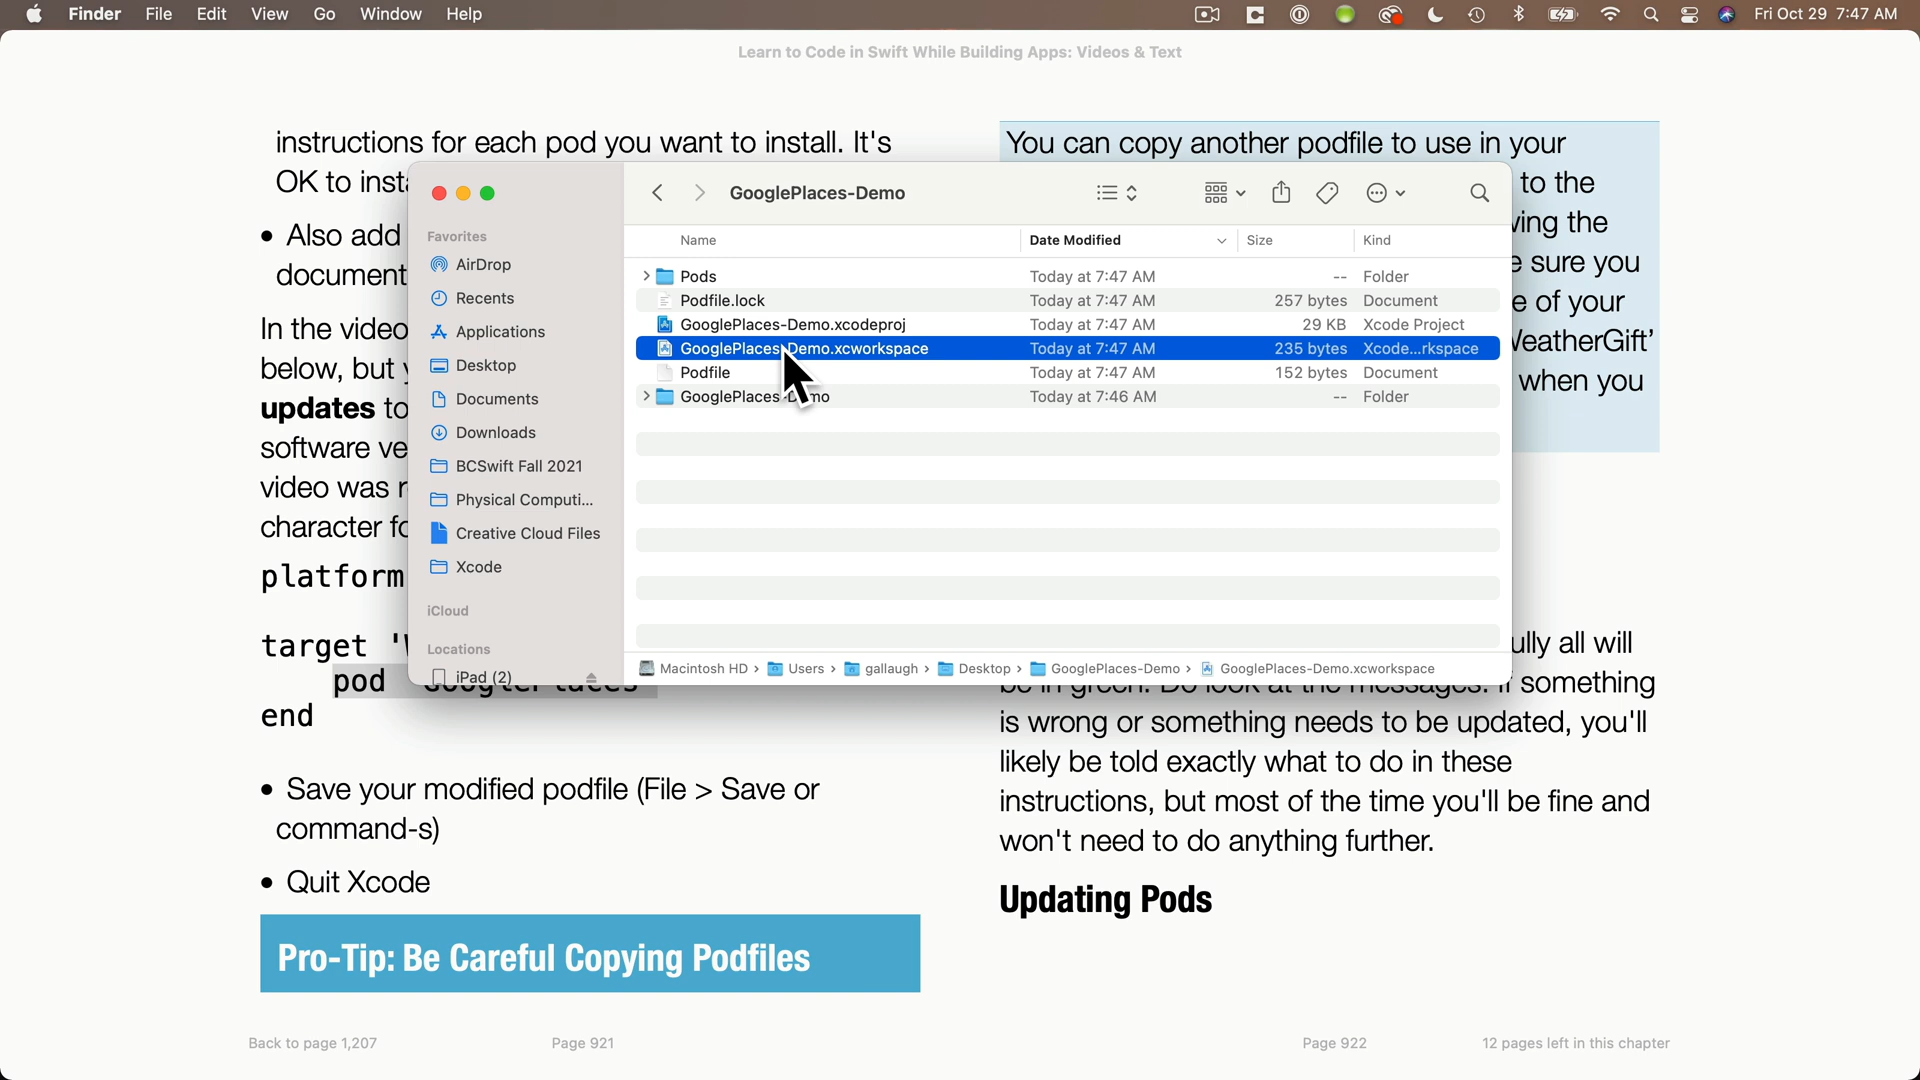 Finder File Edit View Go Window Help
Fri Oct 29 7:47 AM
Learn to Code in Swift While Building Apps: Videos & Text
instructions for each pod you want to install. It's
OK to insta
• Also add
document
In the video
below, but y
updates to
software ve
video was r
character fo
platform
target '
pod
end
• Save your modified podfile (File > Save or
command-s)
• Quit Xcode
Pro-Tip: Be Careful Copying Podfiles
Back to page 1,207
Page 921
You can copy another podfile to use in your
to the
ving the
e sure you
e of your
WeatherGift'
when you
ully all will
something
is wrong or something needs to be updated, you'll
likely be told exactly what to do in these
instructions, but most of the time you'll be fine and
won't need to do anything further.
Updating Pods
Page 922
12 pages left in this chapter
GooglePlaces-Demo
Favorites
AirDrop
Recents
Applications
Desktop
Documents
Downloads
BCSwift Fall 2021
Physical Computi...
Creative Cloud Files
Xcode
iCloud
Locations
iPad (2)
Name Date Modified Size Kind
Pods Today at 7:47 AM -- Folder
Podfile.lock Today at 7:47 AM 257 bytes Document
GooglePlaces-Demo.xcodeproj Today at 7:47 AM 29 KB Xcode Project
GooglePlaces-Demo.xcworkspace Today at 7:47 AM 235 bytes Xcode...rkspace
Podfile Today at 7:47 AM 152 bytes Document
GooglePlaces-Demo Today at 7:46 AM -- Folder
Macintosh HD › Users › gallaugh › Desktop › GooglePlaces-Demo › GooglePlaces-Demo.xcworkspace